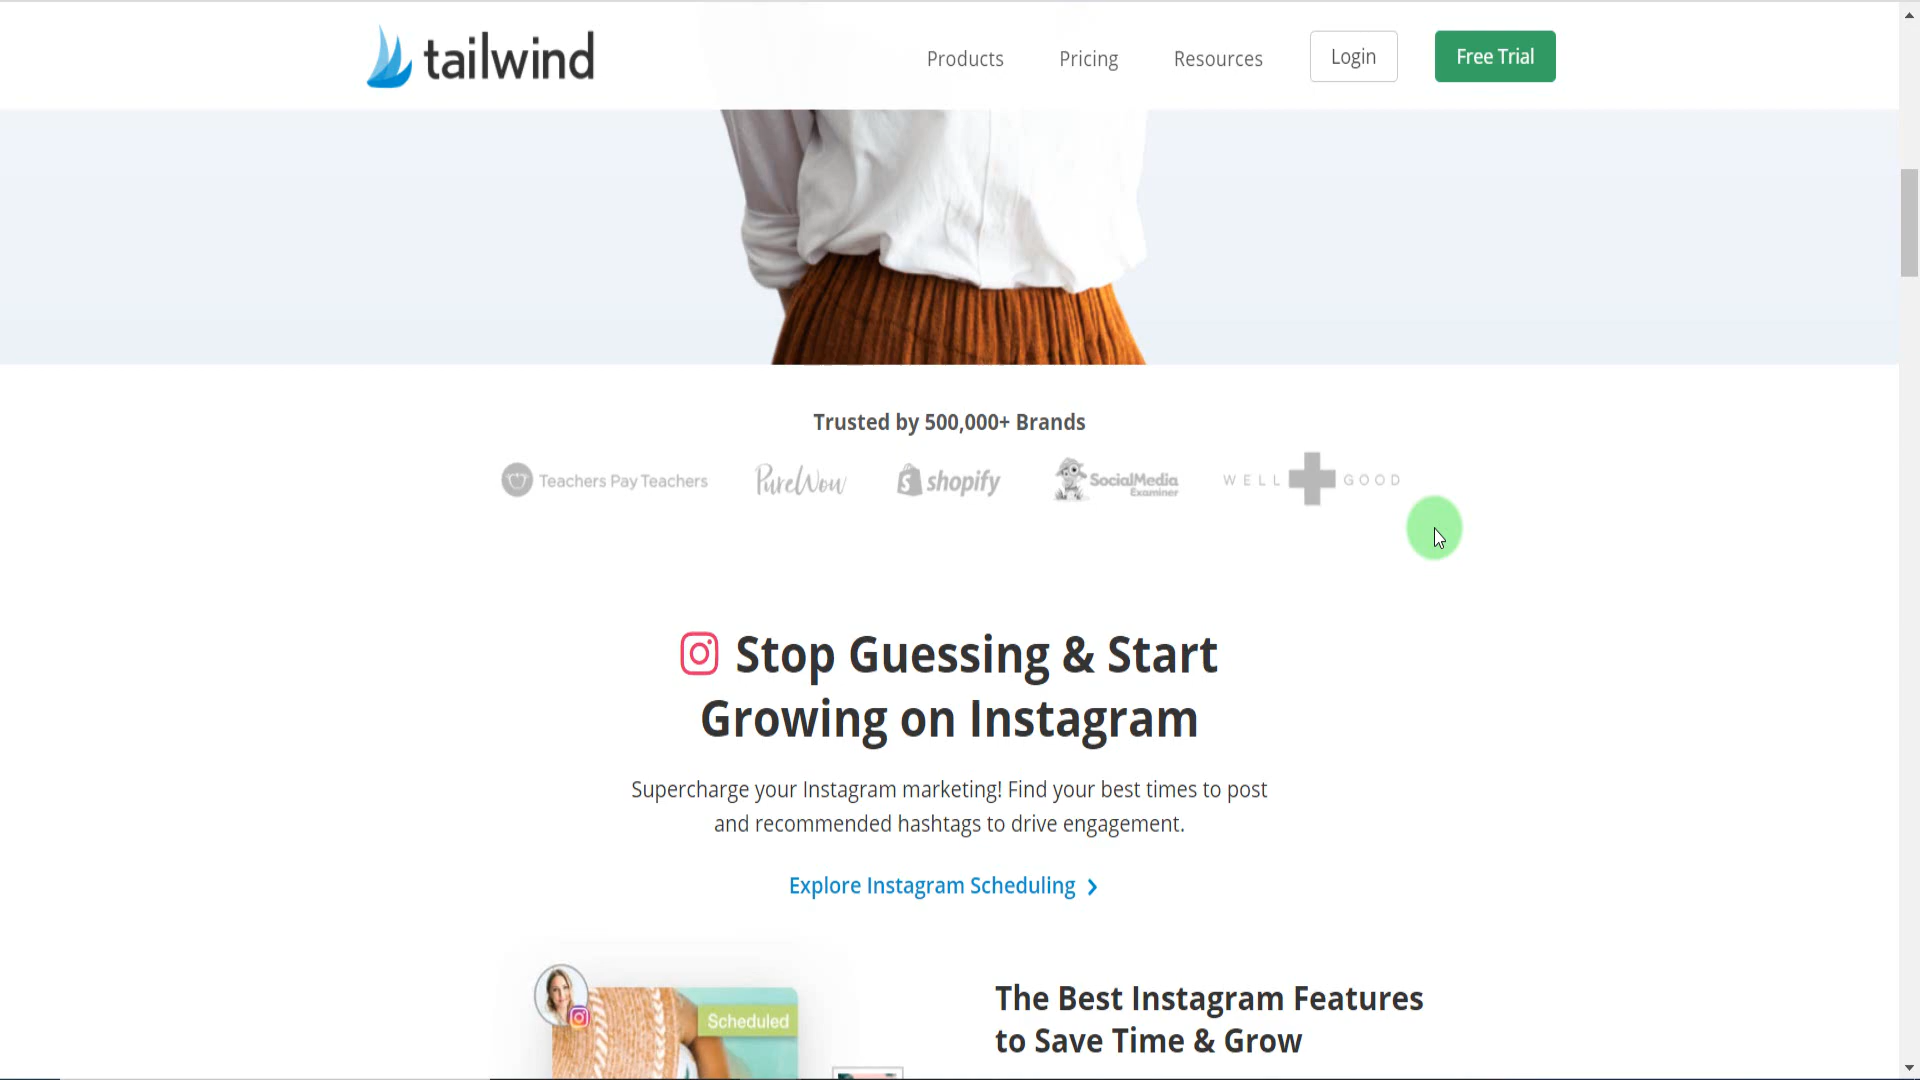 tailwind
Products Pricing Resources Login Free Trial
Trusted by 500,000+ Brands
Teachers Pay Teachers PureWow shopify SocialMedia Examiner WELL GOOD
Stop Guessing & Start
Growing on Instagram
Supercharge your Instagram marketing! Find your best times to post
and recommended hashtags to drive engagement.
Explore Instagram Scheduling
Scheduled
The Best Instagram Features
to Save Time & Grow